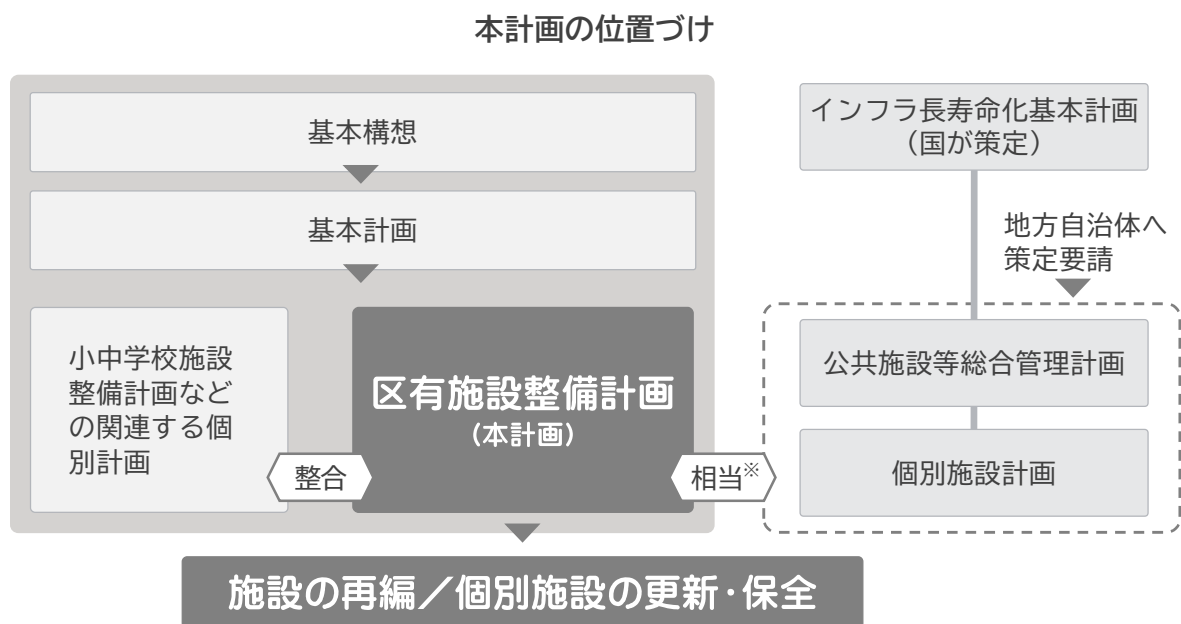 本計画の位置づけ
基本構想
基本計画
小中学校施設
整備計画など
の関連する個
別計画
整合
区有施設整備計画
(本計画)
相当※
インフラ長寿命化基本計画
（国が策定）
地方自治体へ
策定要請
公共施設等総合管理計画
個別施設計画
施設の再編／個別施設の更新･保全